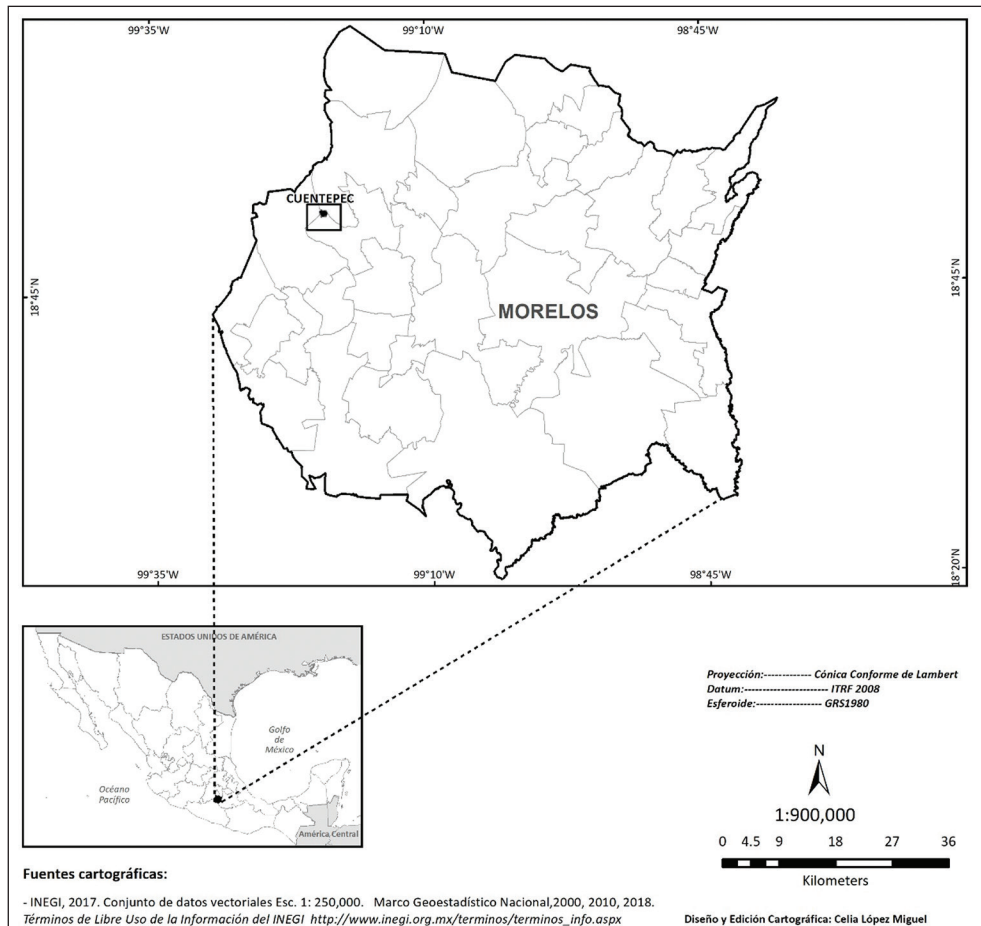 99°35'W 99°10'W 98°45'W
CUENTEPEC
18°45'N 18°45'N
MORELOS
99°35'W 99°10'W 98°45'W
18°20'N
ESTADOS UNIDOS DE AMÉRICA
Golfo
de
México
Océano
Pacífico
América Central
Proyección:------------- Cónica Conforme de Lambert
Datum:---------------------- ITRF 2008
Esferoide:----------------- GRS1980
N
1:900,000
0 4.5 9 18 27 36
Kilometers
Fuentes cartográficas:
- INEGI, 2017. Conjunto de datos vectoriales Esc. 1: 250,000. Marco Geoestadístico Nacional,2000, 2010, 2018.
Términos de Libre Uso de la Información del INEGI http://www.inegi.org.mx/terminos/terminos_info.aspx
Diseño y Edición Cartográfica: Celia López Miguel